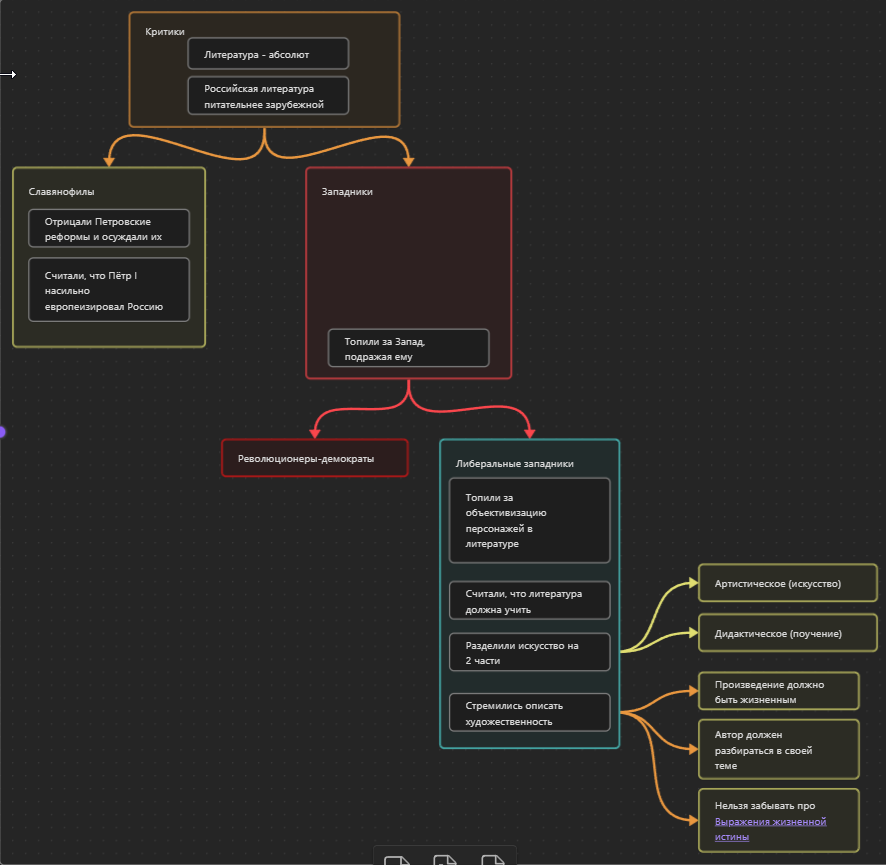 Критики
Литература - абсолют
Российская литература
питательнее зарубежной
Славянофилы
Отрицали Петровские
реформы и осуждали их
Считали, что Пётр I
насильно
европеизировал Россию
Западники
Топили за Запад,
подражая ему
Революционеры-демократы
Либеральные западники
Топили за
объективизацию
персонажей в
литературе
Считали, что литература
должна учить
Разделили искусство на
2 части
Стремились описать
художественность
Артистическое (искусство)
Дидактическое (поучение)
Произведение должно
быть жизненным
Автор должен
разбираться в своей
теме
Нельзя забывать про
Выражения жизненной
истины